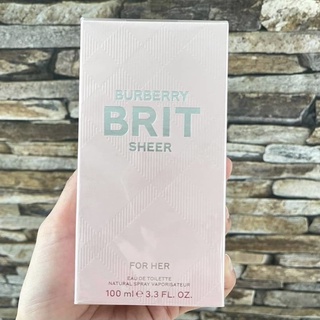 BURBERRY
BRIT
SHEER
FOR HER
EAU DE TOILETTE
NATURAL SPRAY VAPORISATEUR
100 ml e 3.3 FL. OZ.